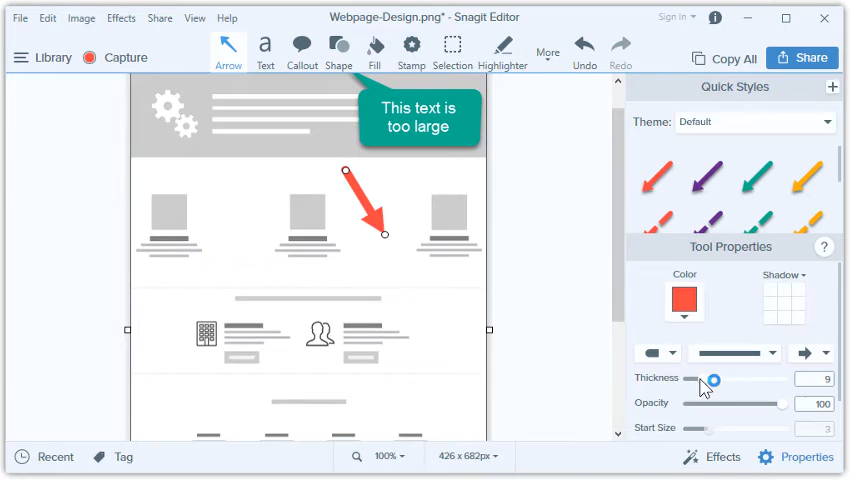 File Edit Image Effects Share View Help
Webpage-Design.png* - Snagit Editor
Sign In
Library
Capture
Arrow
Text
Callout
Shape
Fill
Stamp
Selection
Highlighter
More
Undo
Redo
Copy All
Share
This text is
too large
Quick Styles
Theme: Default
Tool Properties
?
Color
Shadow
Thickness 9
Opacity 100
Start Size 3
Recent
Tag
100%
426 x 682px
Effects
Properties